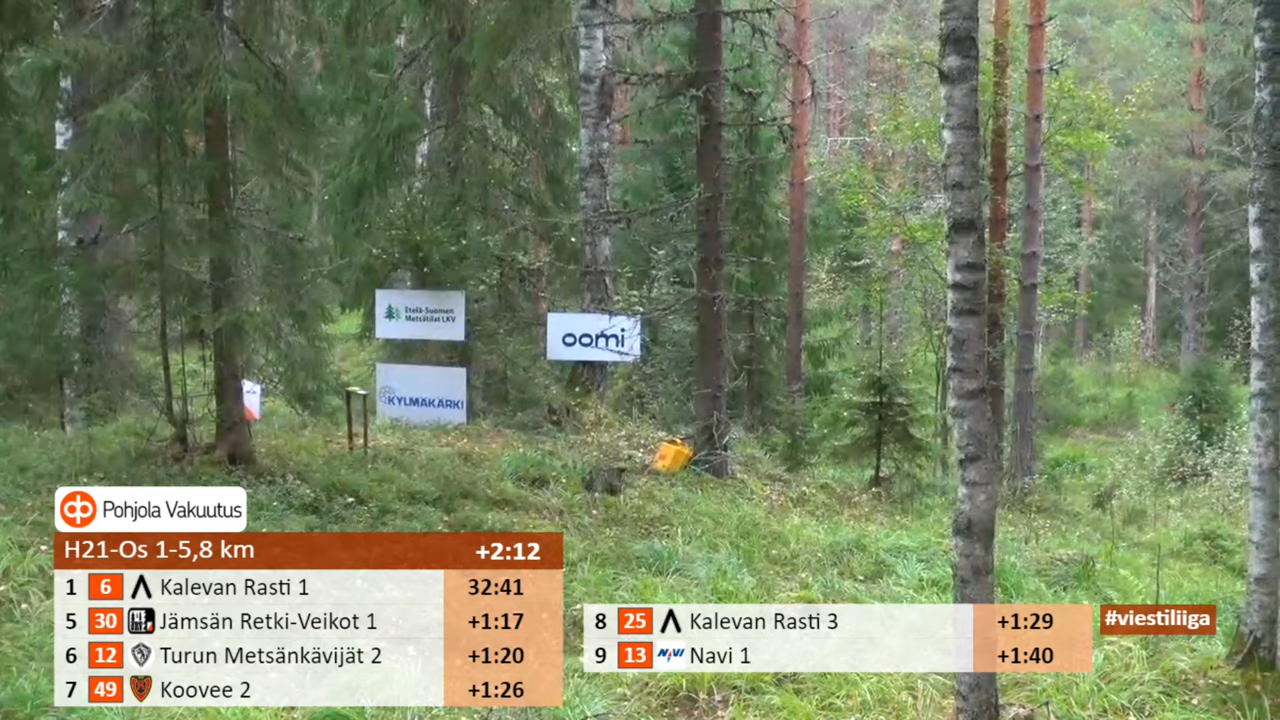 Etelä-Suomen
Metsätilat LKV
oomi
KYLMÄKÄRKI
Pohjola Vakuutus
H21-Os 1-5,8 km +2:12
1 6 Kalevan Rasti 1 32:41
5 30 Jämsän Retki-Veikot 1 +1:17
6 12 Turun Metsänkävijät 2 +1:20
7 49 Koovee 2 +1:26
8 25 Kalevan Rasti 3 +1:29
9 13 NAVI Navi 1 +1:40
#viestiliiga